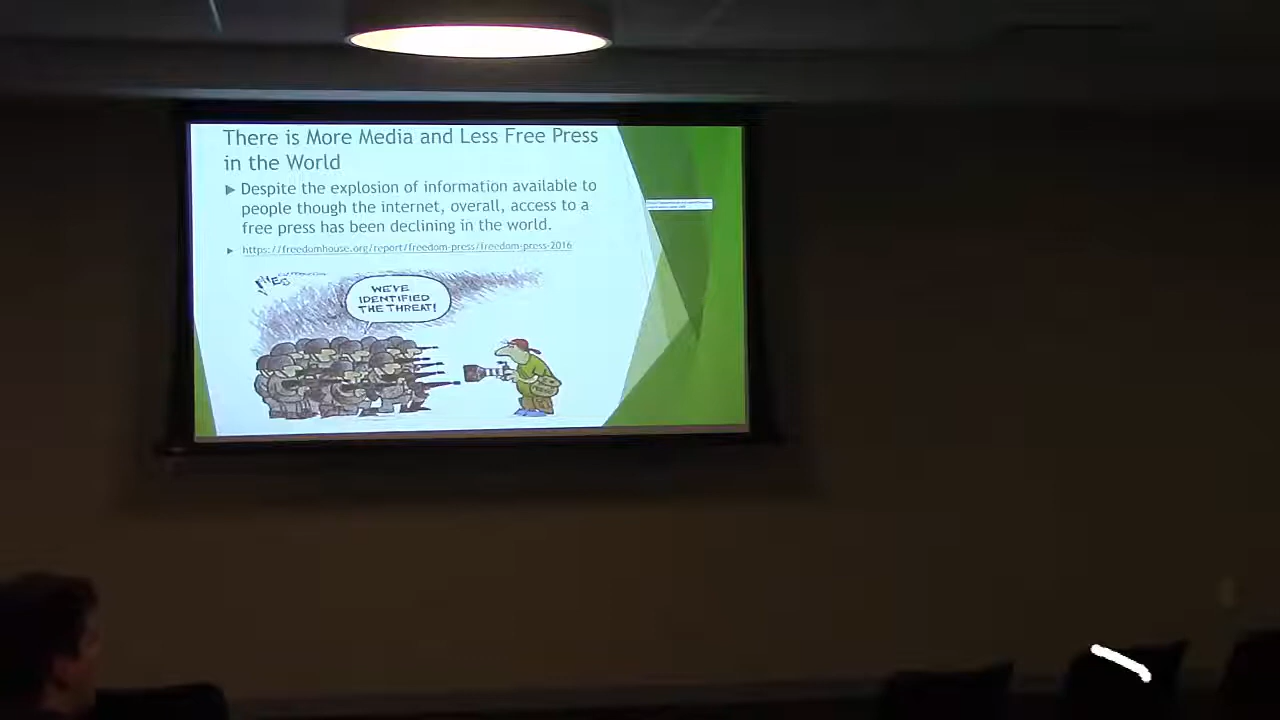 There is More Media and Less Free Press
in the World
Despite the explosion of information available to
people though the internet, overall, access to a
free press has been declining in the world.
https://freedomhouse.org/report/freedom-press/freedom-press-2016
WE'VE
IDENTIFIED
THE THREAT!